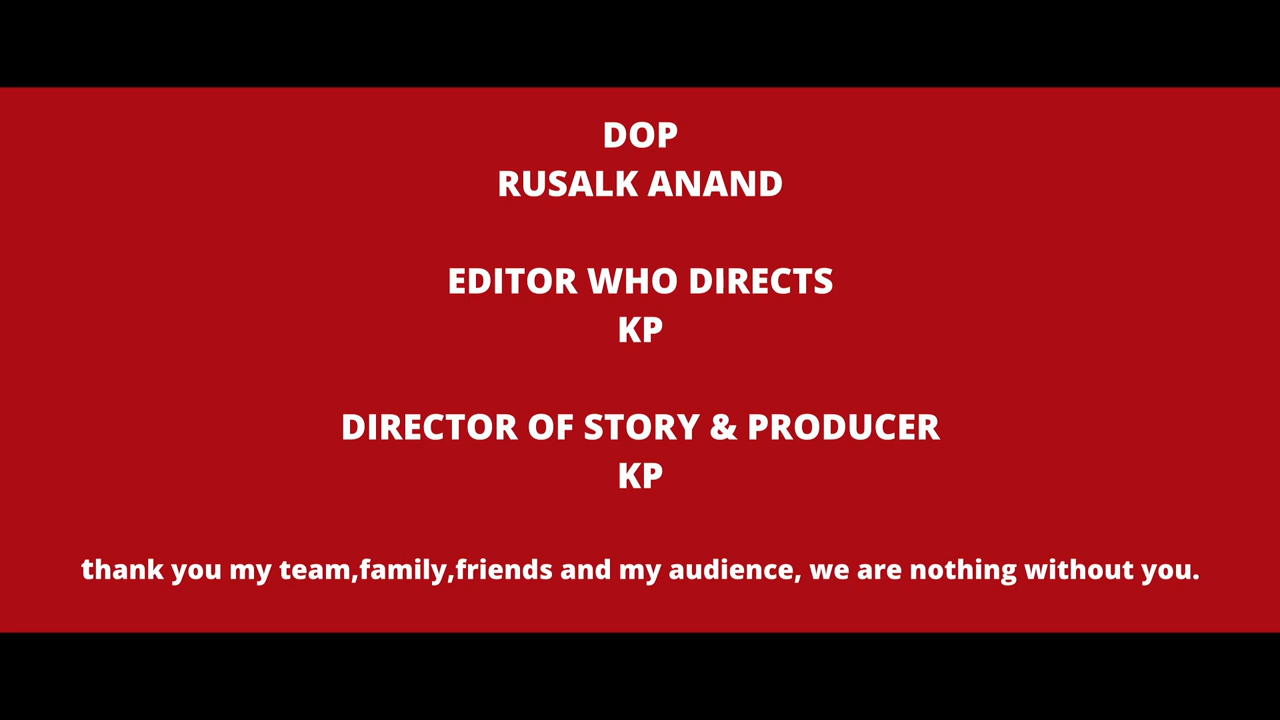 DOP
RUSALK ANAND
EDITOR WHO DIRECTS
KP
DIRECTOR OF STORY & PRODUCER
KP
thank you my team,family,friends and my audience, we are nothing without you.